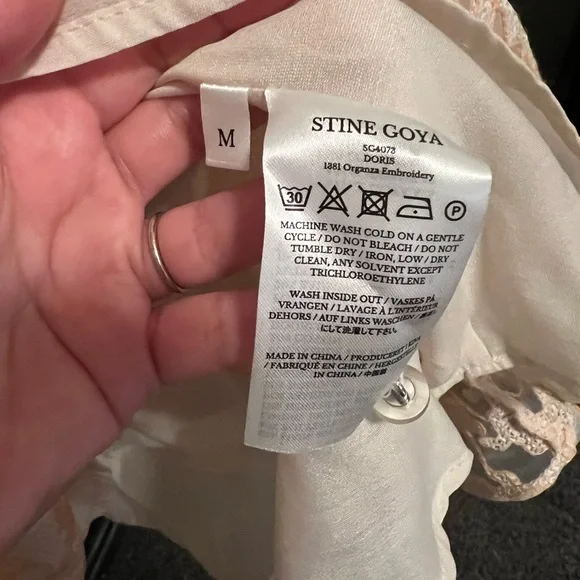 M
STINE GOYA
SG4073
DORIS
1381 Organza Embroidery
30
P
MACHINE WASH COLD ON A GENTLE
CYCLE / DO NOT BLEACH / DO NOT
TUMBLE DRY / IRON, LOW / DRY
CLEAN, ANY SOLVENT EXCEPT
TRICHLOROETHYLENE
WASH INSIDE OUT / VASKES PÅ
VRANGEN / LAVAGE À L'INTÉRIEUR
DEHORS / AUF LINKS WASCHEN /
にして洗濯して下さい。
MADE IN CHINA / PRODUCERET I KINA
/ FABRIQUÉ EN CHINE /
IN CHINA / 中国製